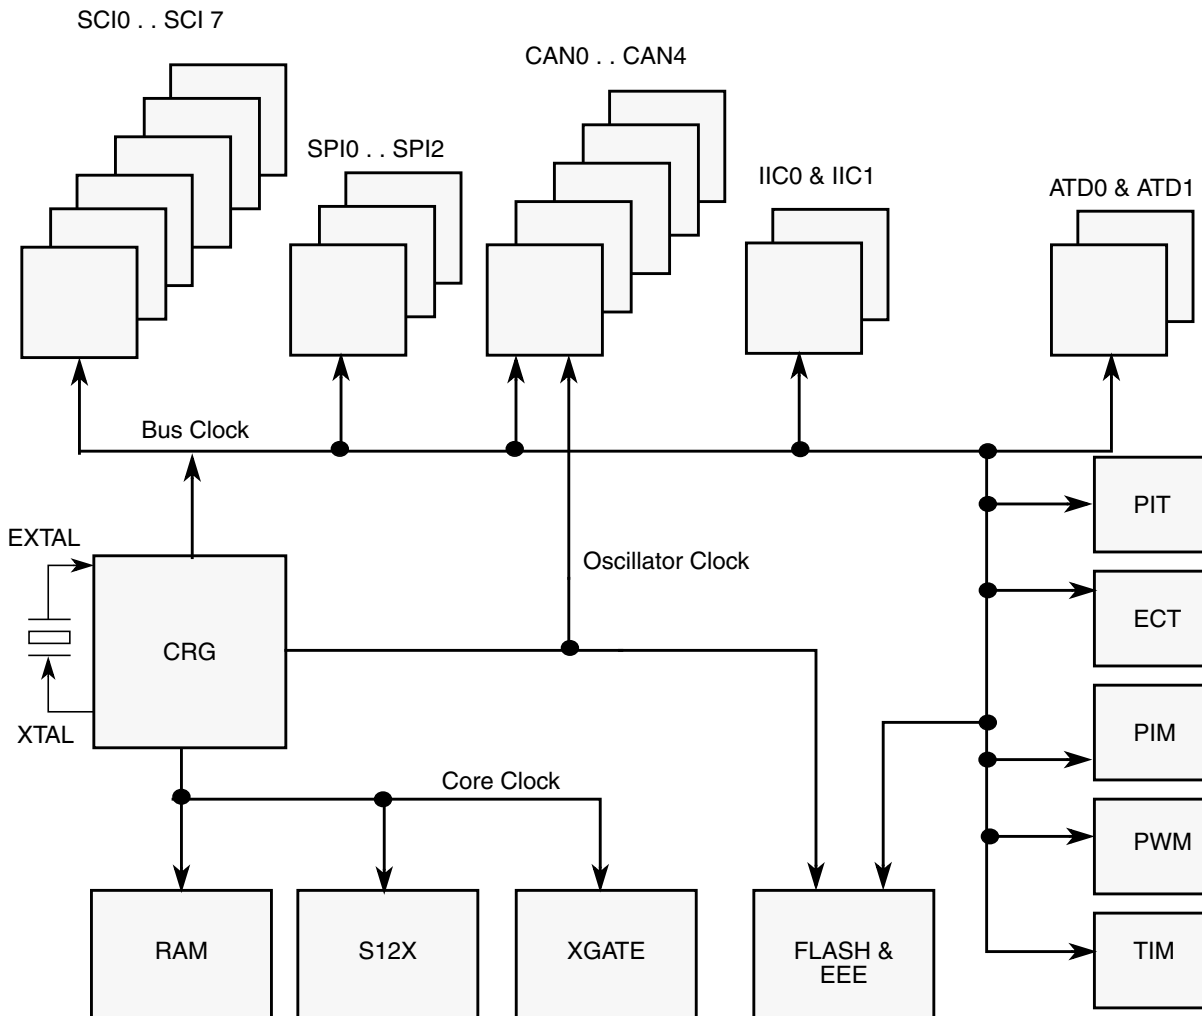 SCI0 . . SCI 7
CAN0 . . CAN4
SPI0 . . SPI2
IIC0 & IIC1
ATD0 & ATD1
Bus Clock
PIT
EXTAL
Oscillator Clock
ECT
CRG
XTAL
PIM
Core Clock
PWM
RAM
S12X
XGATE
FLASH &
EEE
TIM